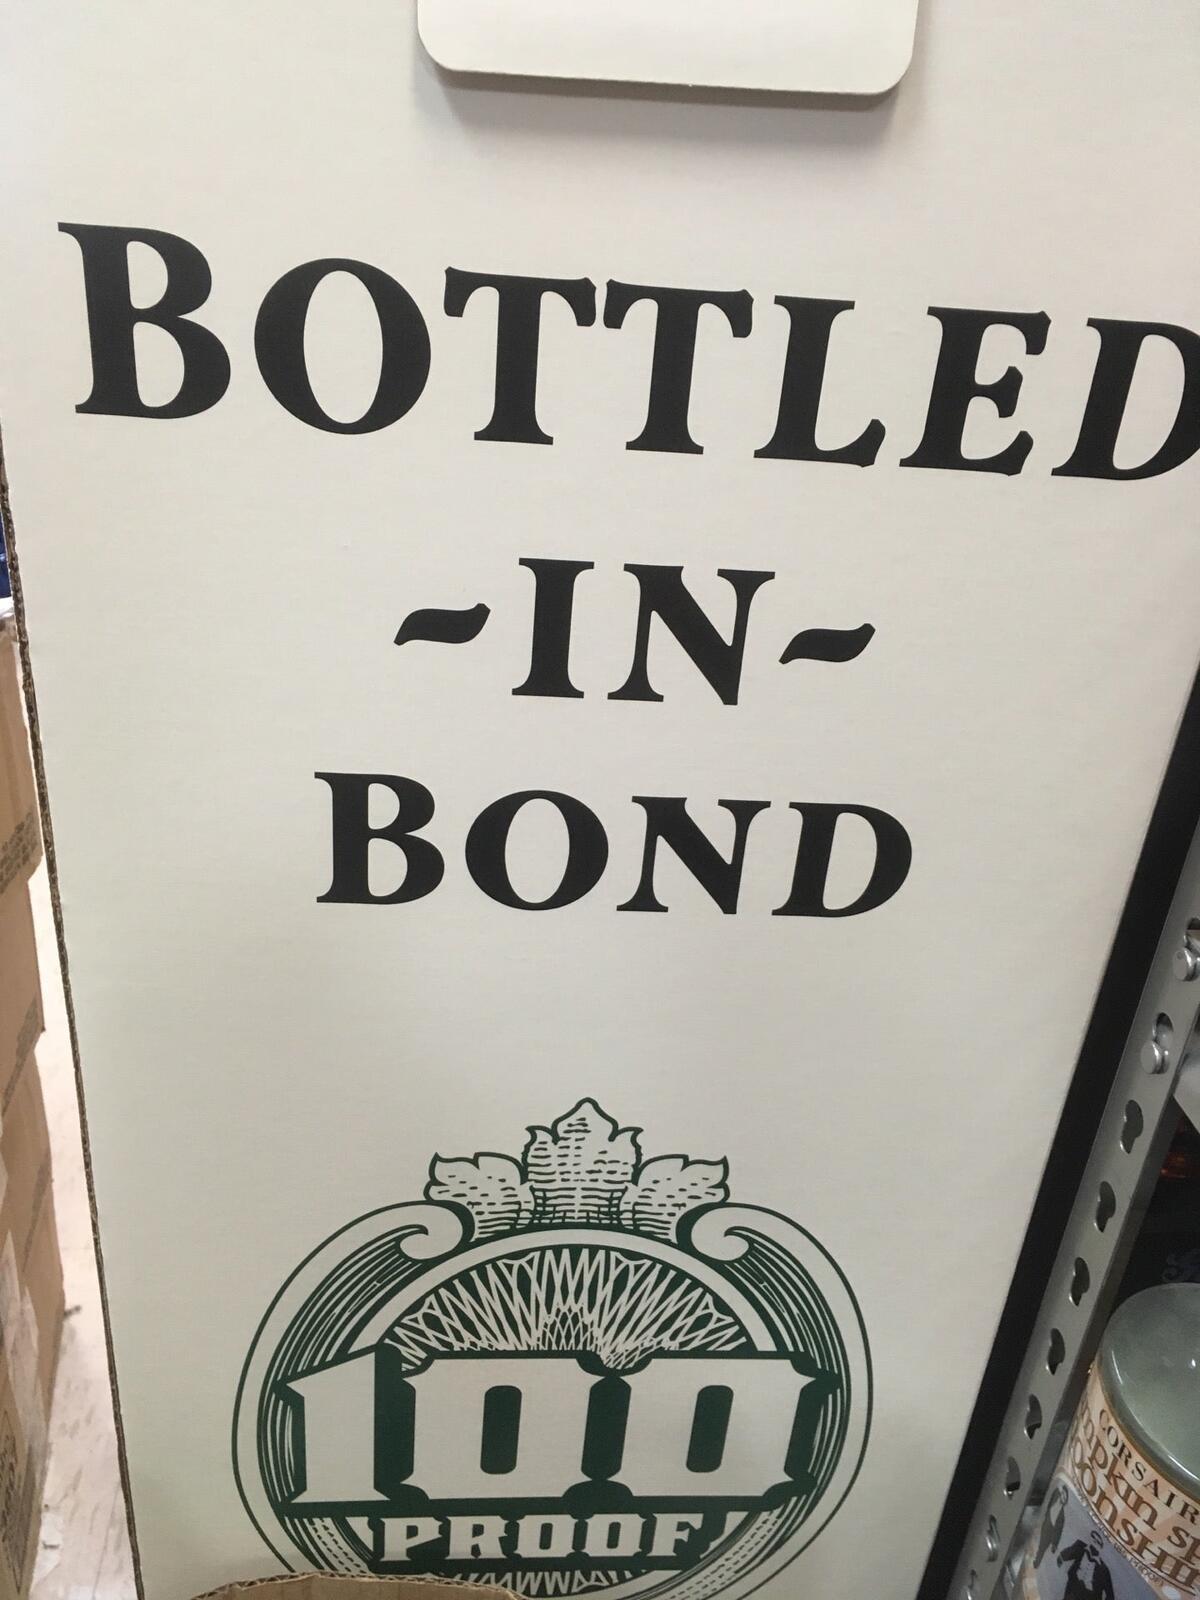 BOTTLED
~IN~
BOND
100
PROOF
CORSAIR